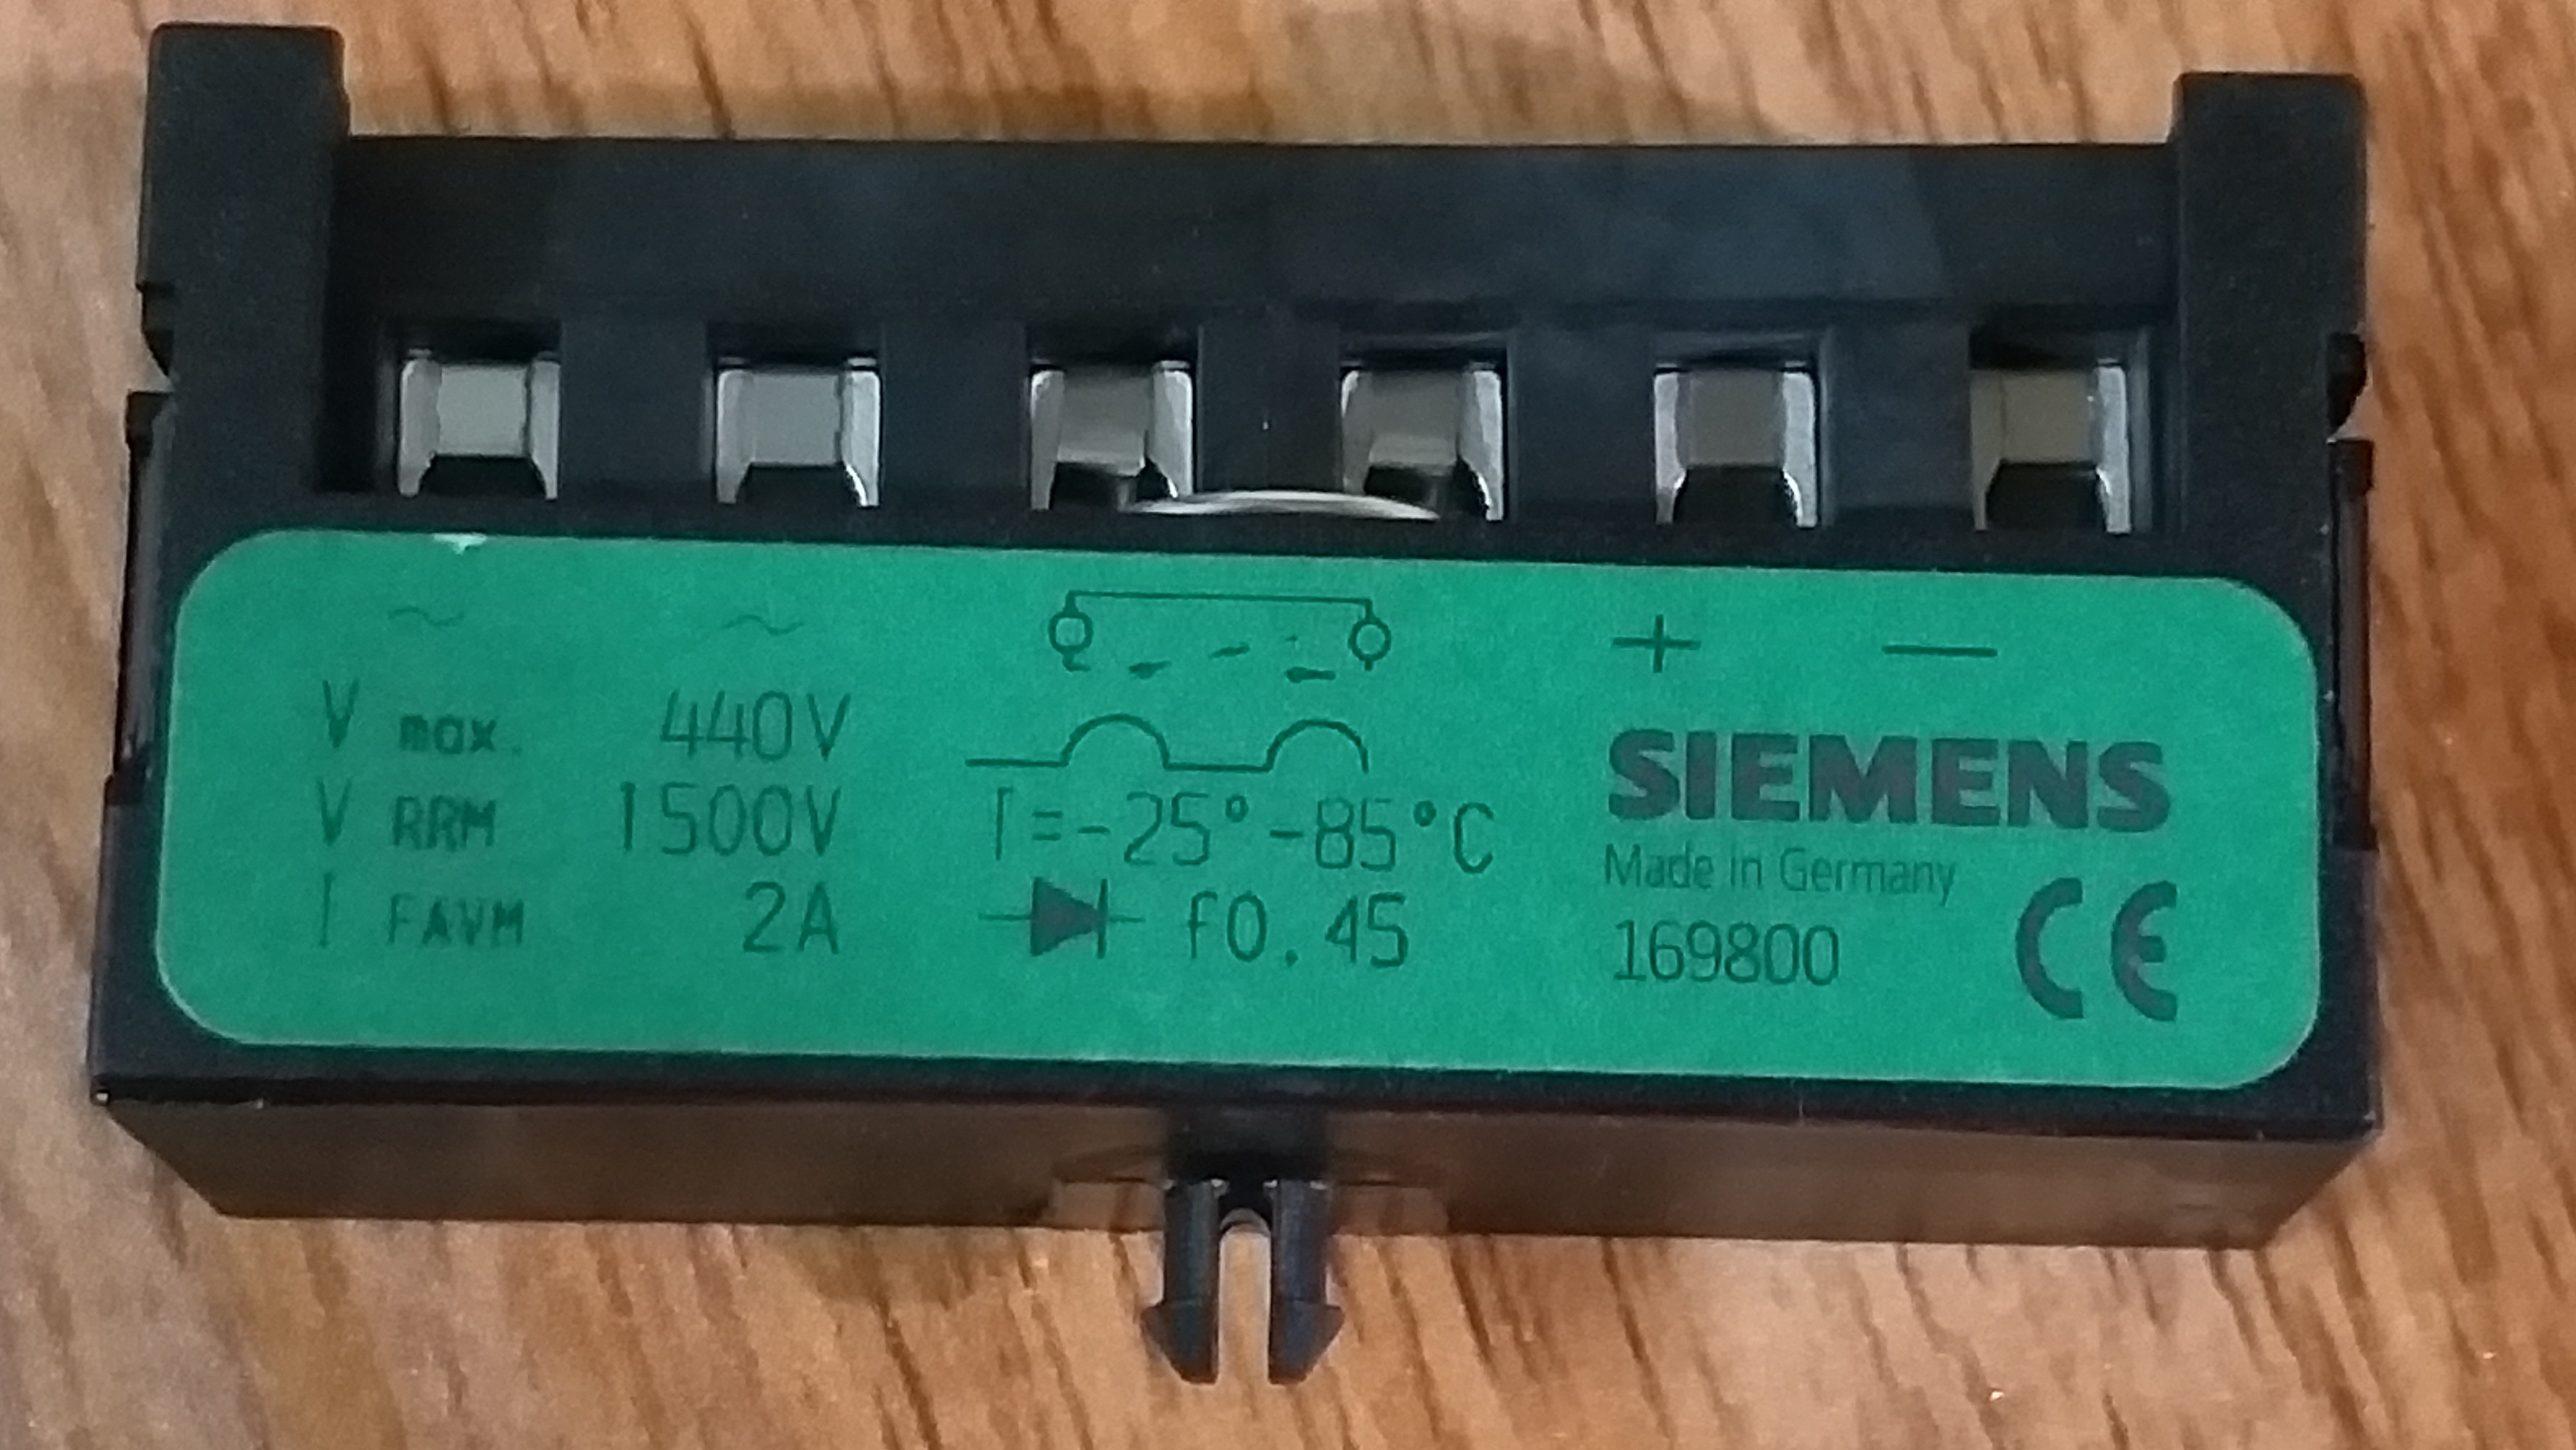 ~ ~ + —
V max. 440V
V RRM 1500V
I FAVM 2A
T=-25°-85°C
f0.45
SIEMENS
Made in Germany
169800
CE